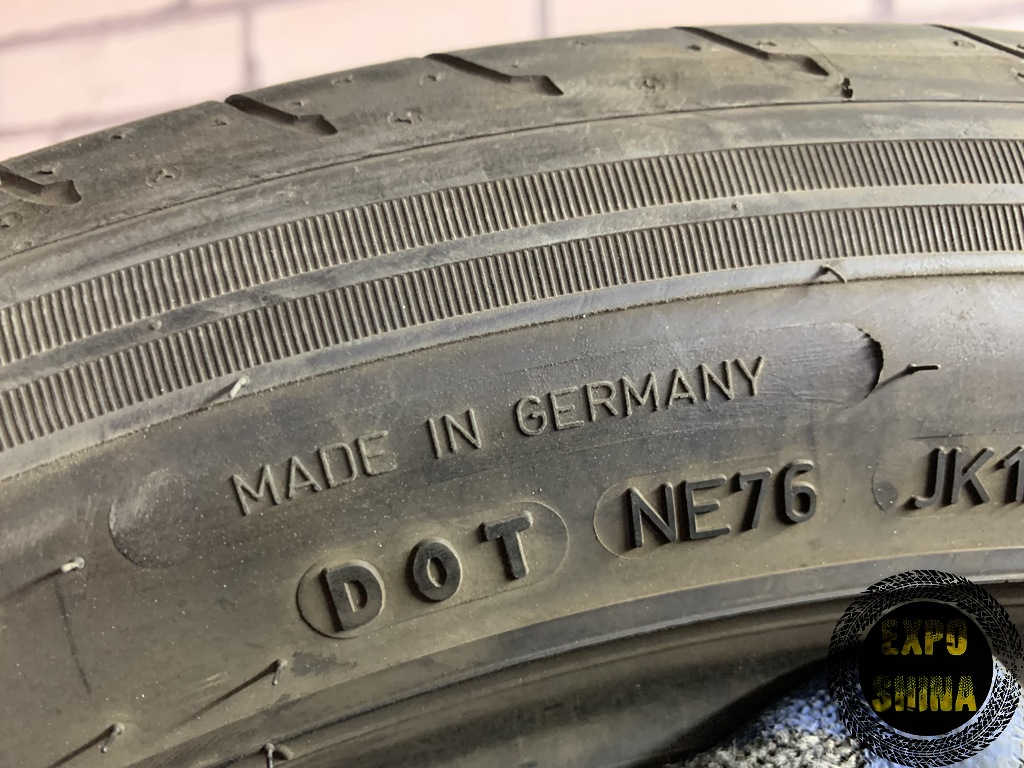 MADE IN GERMANY
DOT NE76 JK1
EXPO
SHINA